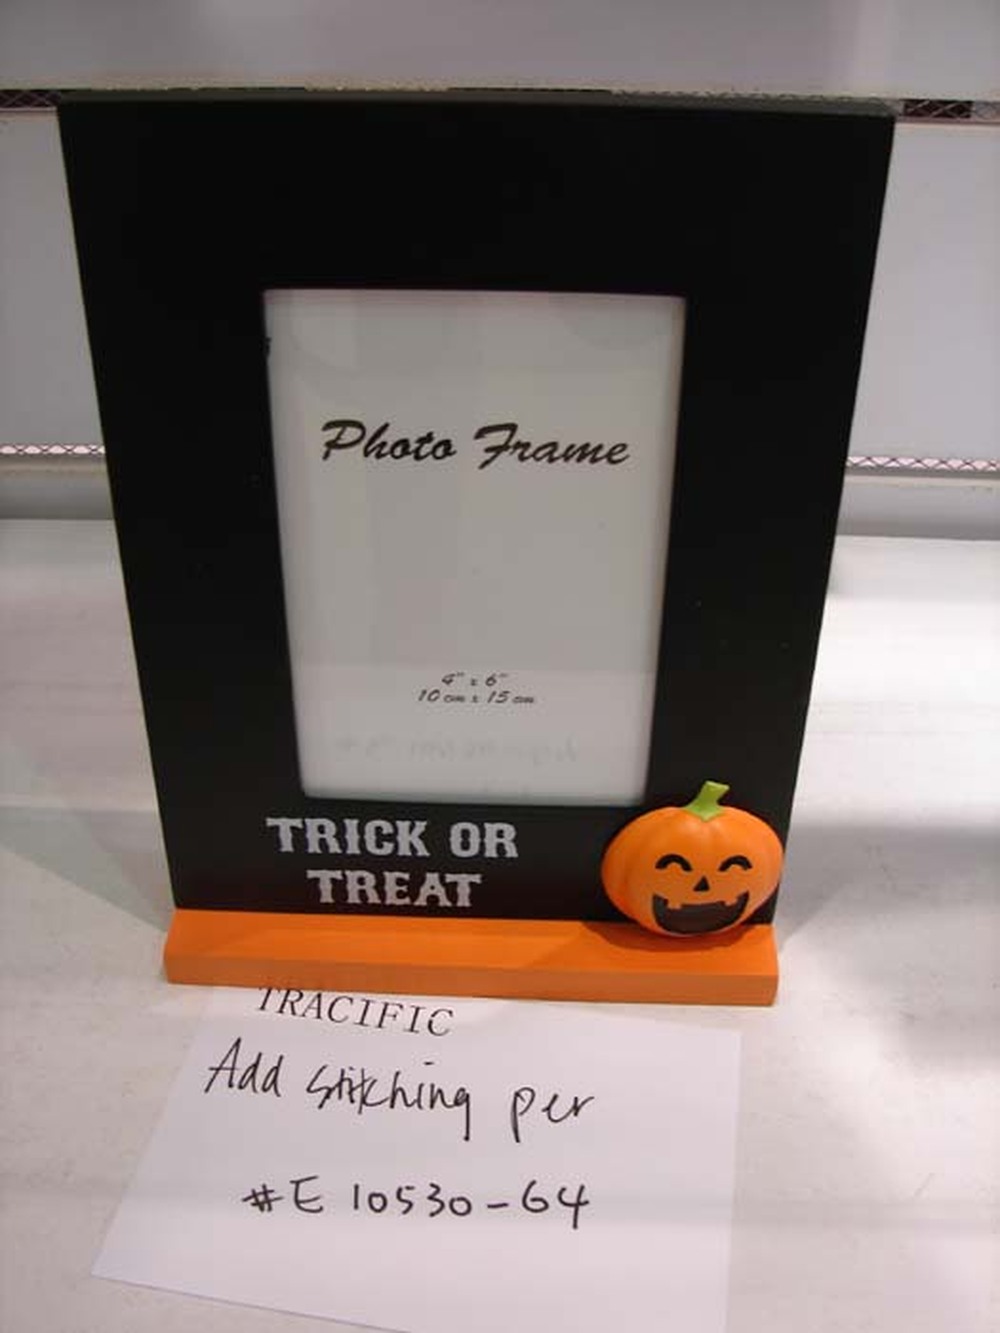 Photo Frame
4" x 6"
10 cm x 15 cm
TRICK OR
TREAT
TRACIFIC
Add stitching per
#E 10530-64